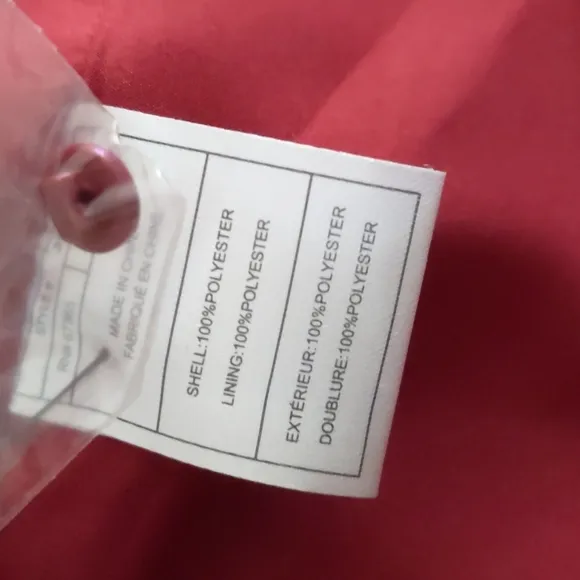 MADE IN CHINA
FABRIQUÉ EN CHINE
SHELL:100%POLYESTER
LINING:100%POLYESTER
EXTÉRIEUR:100%POLYESTER
DOUBLURE:100%POLYESTER